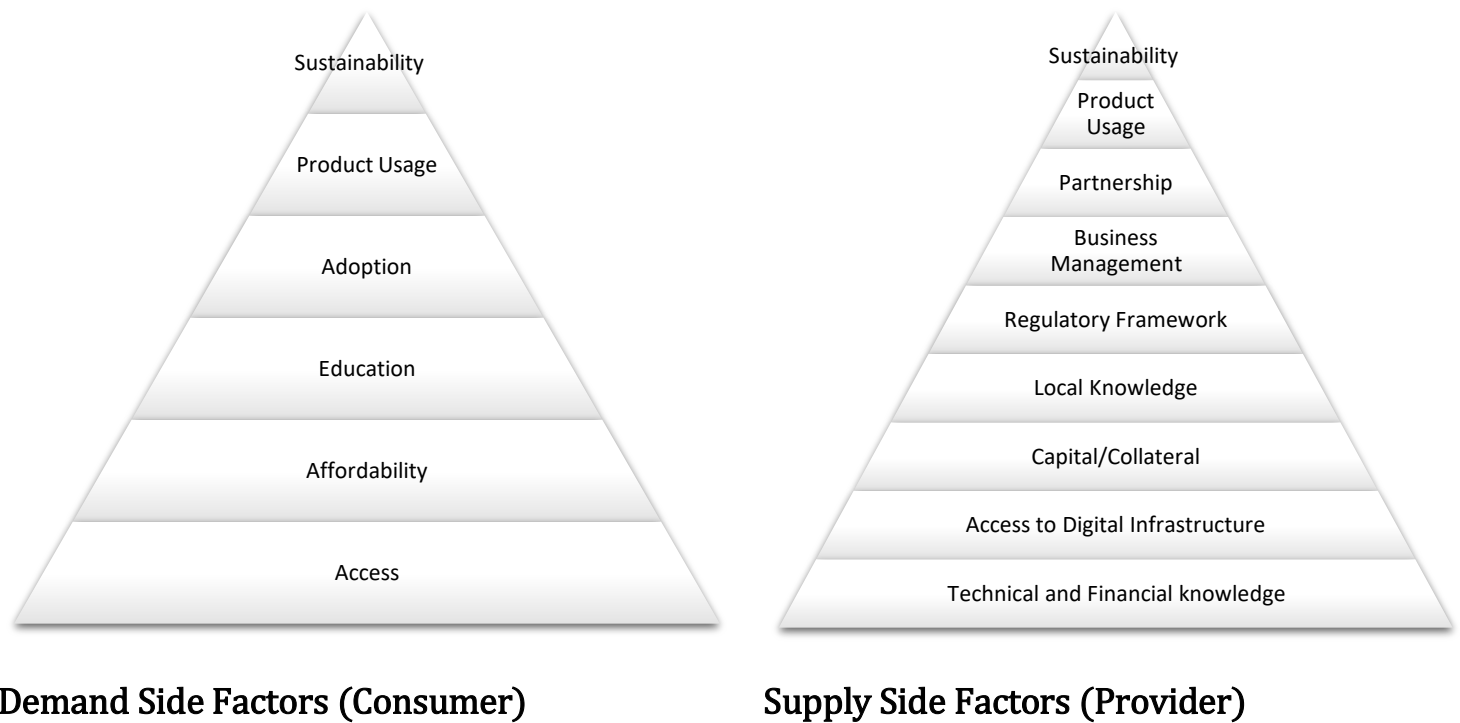 Sustainability
Product Usage
Adoption
Education
Affordability
Access
Demand Side Factors (Consumer)
Sustainability
Product
Usage
Partnership
Business
Management
Regulatory Framework
Local Knowledge
Capital/Collateral
Access to Digital Infrastructure
Technical and Financial knowledge
Supply Side Factors (Provider)